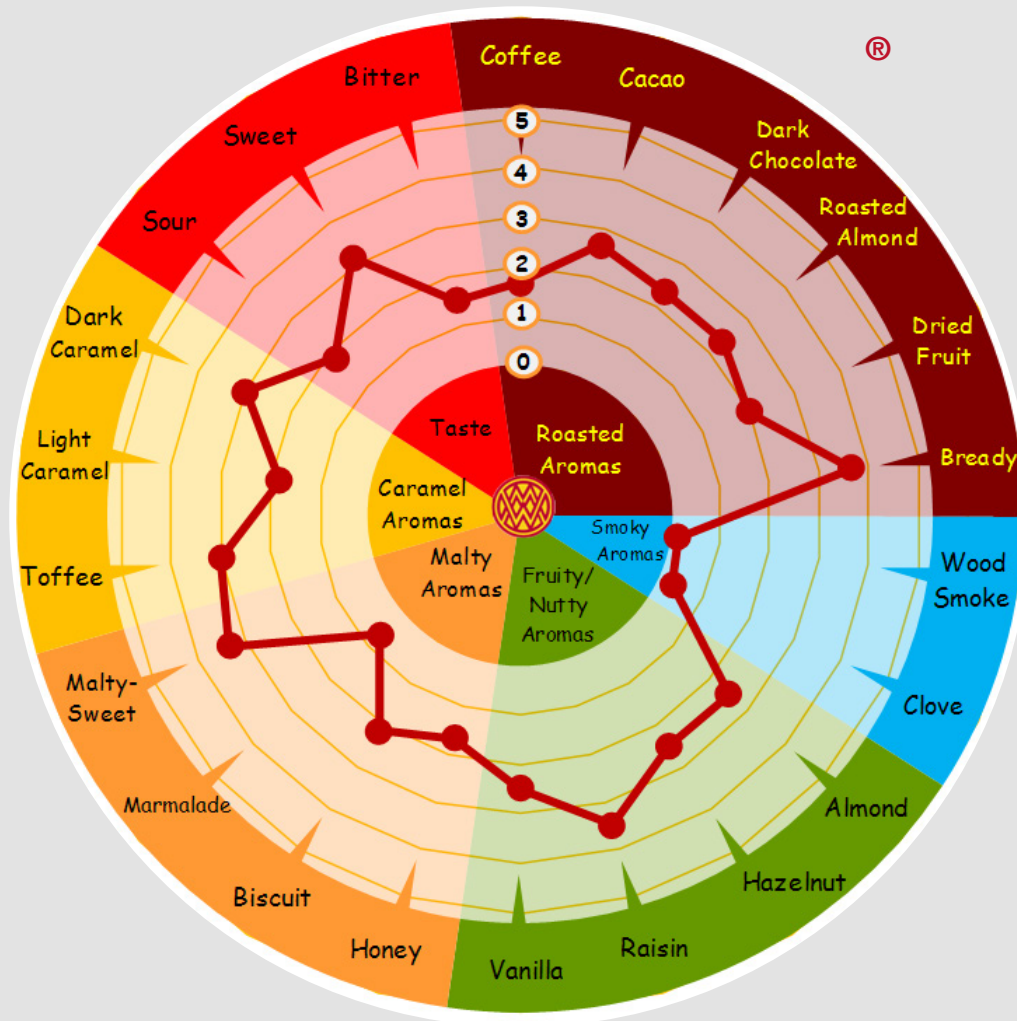 ®
Coffee
Cacao
Dark
Chocolate
Roasted
Almond
Dried
Fruit
Bready
Wood
Smoke
Clove
Almond
Hazelnut
Raisin
Vanilla
Honey
Biscuit
Marmalade
Malty-
Sweet
Toffee
Light
Caramel
Dark
Caramel
Sour
Sweet
Bitter
5
4
3
2
1
0
Taste
Roasted
Aromas
Caramel
Aromas
Smoky
Aromas
Malty
Aromas
Fruity/
Nutty
Aromas